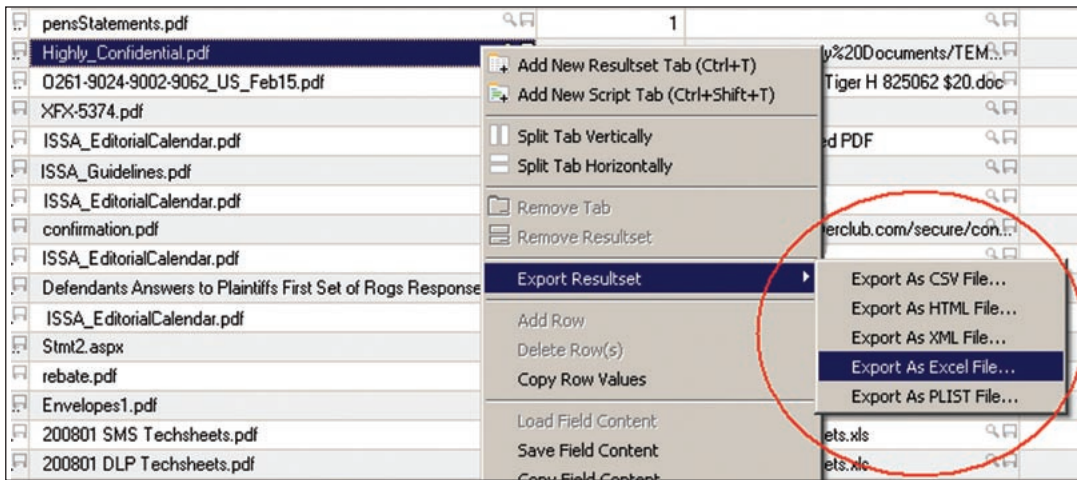 pensStatements.pdf 1
Highly_Confidential.pdf y%20Documents/TEM...
0261-9024-9002-9062_US_Feb15.pdf Tiger H 825062 $20.doc
XFX-5374.pdf
ISSA_EditorialCalendar.pdf ed PDF
ISSA_Guidelines.pdf
ISSA_EditorialCalendar.pdf
confirmation.pdf erclub.com/secure/con...
ISSA_EditorialCalendar.pdf
Defendants Answers to Plaintiffs First Set of Rogs Response
ISSA_EditorialCalendar.pdf
Stmt2.aspx
rebate.pdf
Envelopes1.pdf
200801 SMS Techsheets.pdf ets.xls
200801 DLP Techsheets.pdf ets.xls
Add New Resultset Tab (Ctrl+T)
Add New Script Tab (Ctrl+Shift+T)
Split Tab Vertically
Split Tab Horizontally
Remove Tab
Remove Resultset
Export Resultset
Add Row
Delete Row(s)
Copy Row Values
Load Field Content
Save Field Content
Copy Field Content
Export As CSV File...
Export As HTML File...
Export As XML File...
Export As Excel File...
Export As PLIST File...